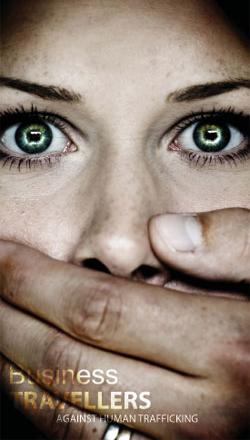 Business
TRAVELLERS
AGAINST HUMAN TRAFFICKING